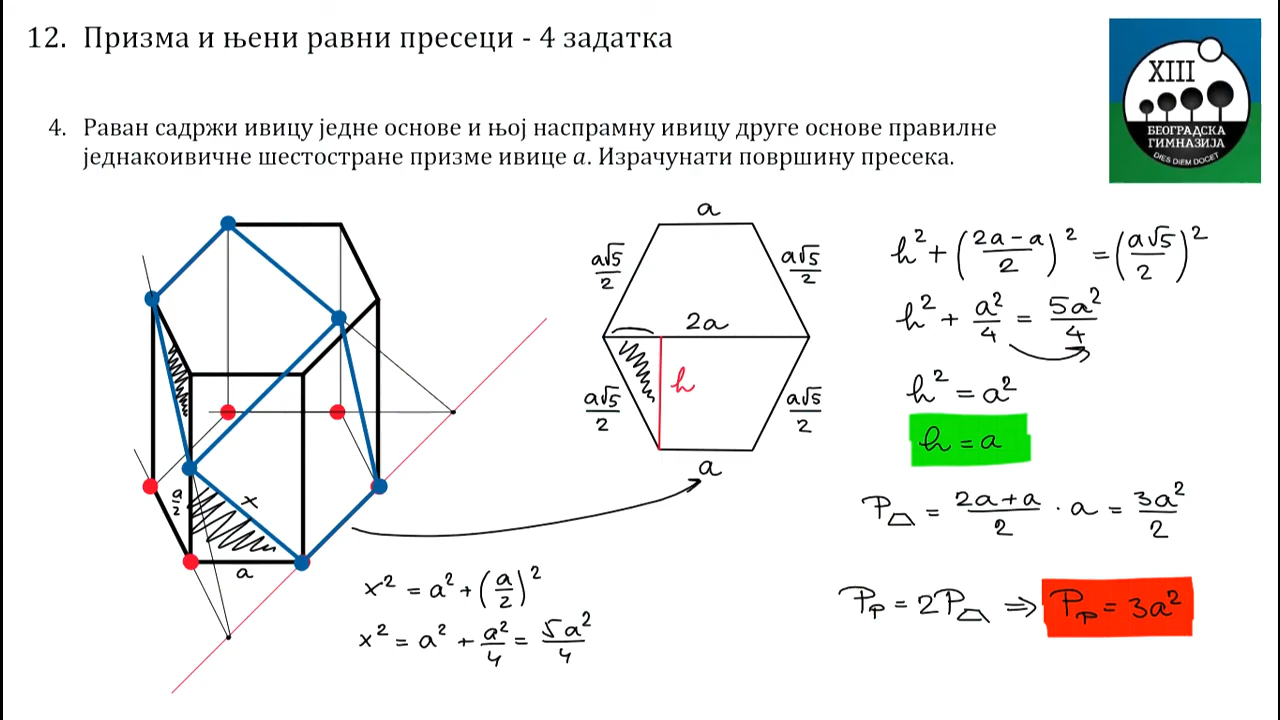 12. Призма и њени равни пресеци - 4 задатка
XIII
БЕОГРАДСКА
ГИМНАЗИЈА
DIES DIEM DOCET
4. Раван садржи ивицу једне основе и њој наспрамну ивицу друге основе правилне
једнакоивичне шестостране призме ивице a. Израчунати површину пресека.
a/2
x
a
x² = a² + (a/2)²
x² = a² + a²/4 = 5a²/4
a
a√5/2
a√5/2
2a
h
a√5/2
a√5/2
a
h² + ((2a-a)/2)² = (a√5/2)²
h² + a²/4 = 5a²/4
h² = a²
h = a
P⏢ = (2a+a)/2 · a = 3a²/2
Pₚ = 2P⏢ ⇒ Pₚ = 3a²